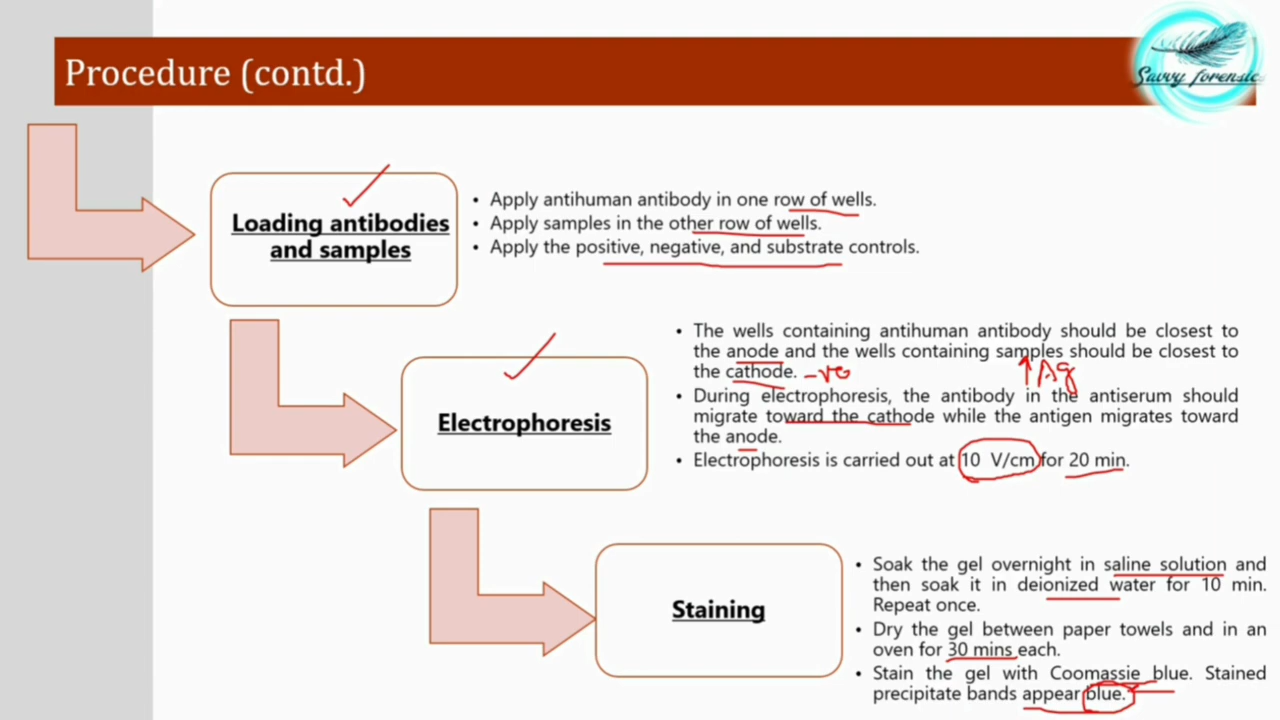 Procedure (contd.)
Savvy forensics
Loading antibodies
and samples
• Apply antihuman antibody in one row of wells.
• Apply samples in the other row of wells.
• Apply the positive, negative, and substrate controls.
Electrophoresis
• The wells containing antihuman antibody should be closest to
the anode and the wells containing samples should be closest to
the cathode. -ve ↑Ag
• During electrophoresis, the antibody in the antiserum should
migrate toward the cathode while the antigen migrates toward
the anode.
• Electrophoresis is carried out at 10 V/cm for 20 min.
Staining
• Soak the gel overnight in saline solution and
then soak it in deionized water for 10 min.
Repeat once.
• Dry the gel between paper towels and in an
oven for 30 mins each.
• Stain the gel with Coomassie blue. Stained
precipitate bands appear blue.